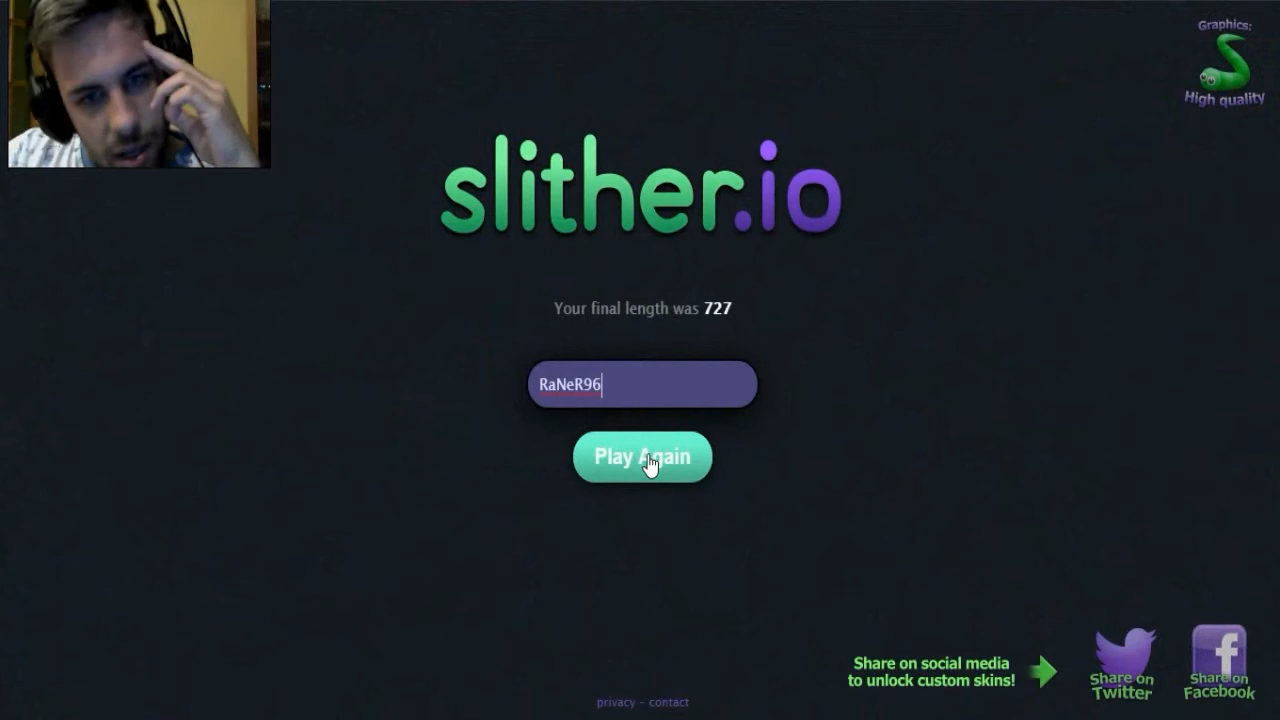 Graphics:
High quality
slither.io
Your final length was 727
RaNeR96
Play Again
Share on social media
to unlock custom skins!
Share on
Twitter
Share on
Facebook
privacy - contact